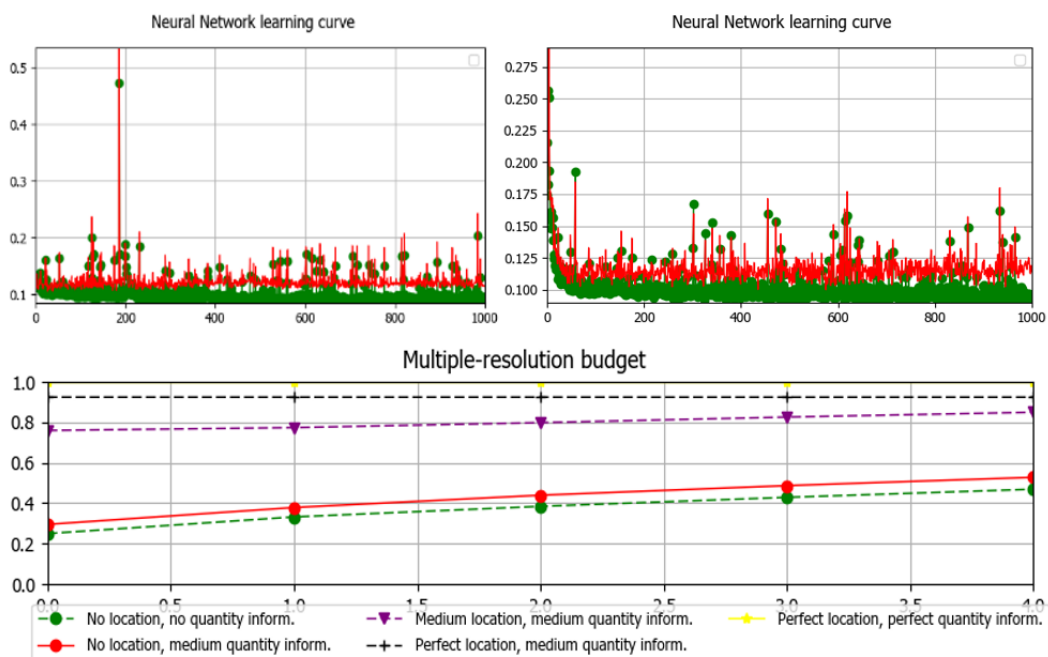 Neural Network learning curve
Neural Network learning curve
0.5
0.4
0.3
0.2
0.1
0 200 400 600 800 1000
0.275
0.250
0.225
0.200
0.175
0.150
0.125
0.100
0 200 400 600 800 1000
Multiple-resolution budget
1.0
0.8
0.6
0.4
0.2
0.0
0.0 0.5 1.0 1.5 2.0 2.5 3.0 3.5 4.0
No location, no quantity inform. Medium location, medium quantity inform. Perfect location, perfect quantity inform.
No location, medium quantity inform. Perfect location, medium quantity inform.